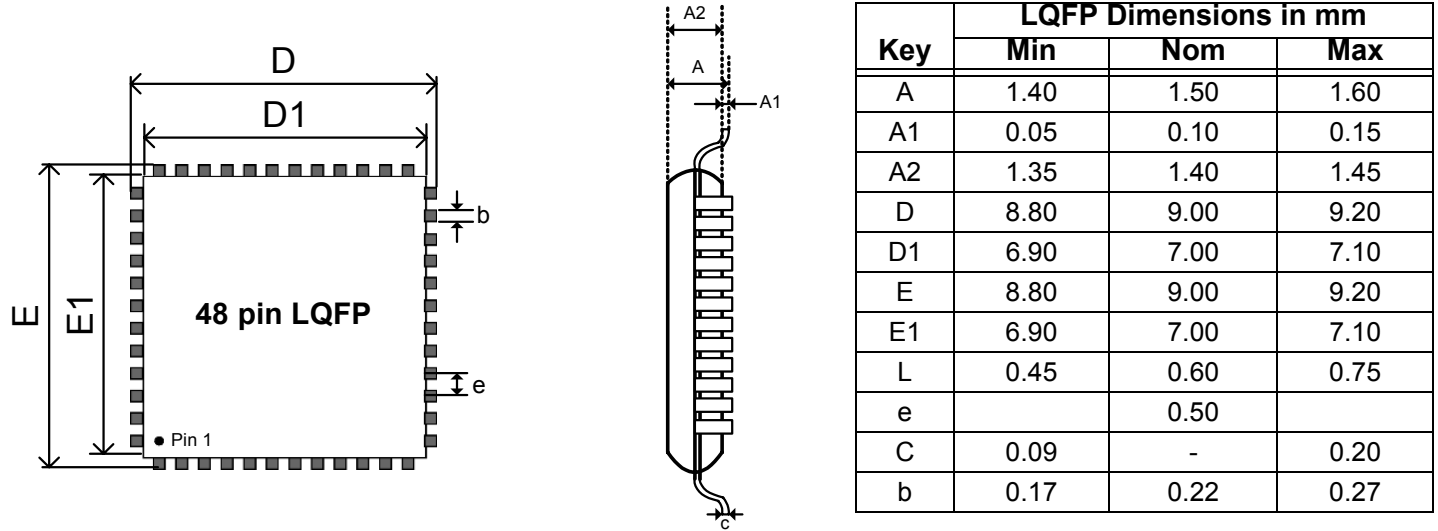 D
D1
E
E1
b
e
48 pin LQFP
Pin 1
A2
A
A1
c
LQFP Dimensions in mm
Key Min Nom Max
A 1.40 1.50 1.60
A1 0.05 0.10 0.15
A2 1.35 1.40 1.45
D 8.80 9.00 9.20
D1 6.90 7.00 7.10
E 8.80 9.00 9.20
E1 6.90 7.00 7.10
L 0.45 0.60 0.75
e 0.50
C 0.09 - 0.20
b 0.17 0.22 0.27